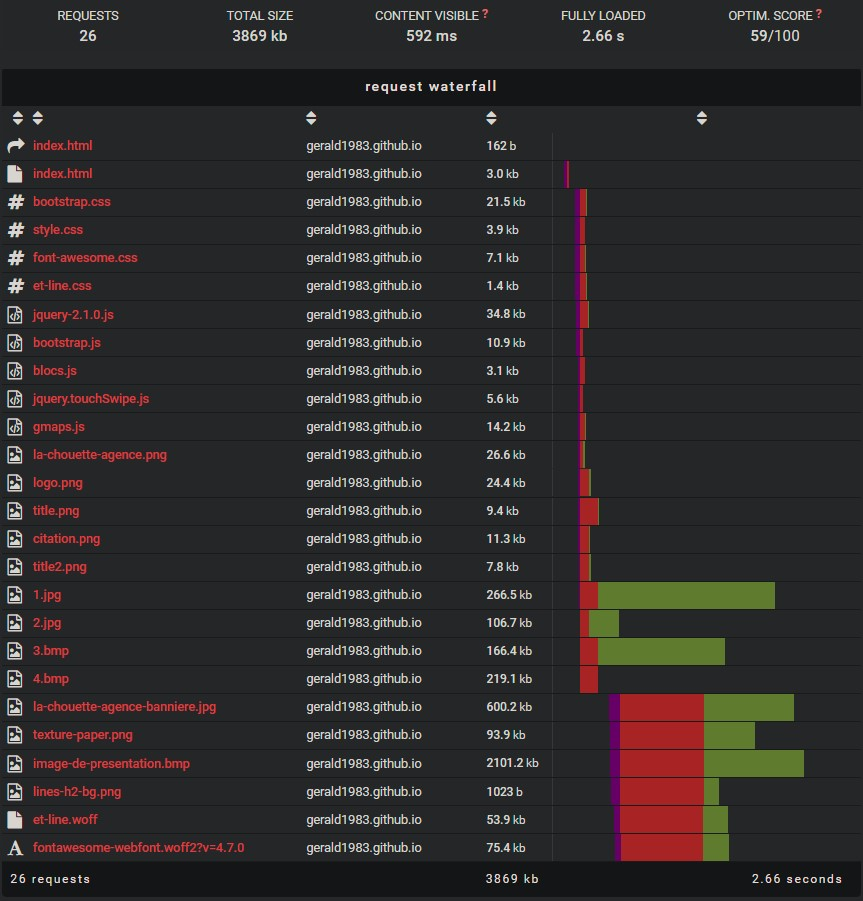 REQUESTS TOTAL SIZE CONTENT VISIBLE ? FULLY LOADED OPTIM. SCORE ?
26 3869 kb 592 ms 2.66 s 59/100
request waterfall
index.html gerald1983.github.io 162 b
index.html gerald1983.github.io 3.0 kb
bootstrap.css gerald1983.github.io 21.5 kb
style.css gerald1983.github.io 3.9 kb
font-awesome.css gerald1983.github.io 7.1 kb
et-line.css gerald1983.github.io 1.4 kb
jquery-2.1.0.js gerald1983.github.io 34.8 kb
bootstrap.js gerald1983.github.io 10.9 kb
blocs.js gerald1983.github.io 3.1 kb
jquery.touchSwipe.js gerald1983.github.io 5.6 kb
gmaps.js gerald1983.github.io 14.2 kb
la-chouette-agence.png gerald1983.github.io 26.6 kb
logo.png gerald1983.github.io 24.4 kb
title.png gerald1983.github.io 9.4 kb
citation.png gerald1983.github.io 11.3 kb
title2.png gerald1983.github.io 7.8 kb
1.jpg gerald1983.github.io 266.5 kb
2.jpg gerald1983.github.io 106.7 kb
3.bmp gerald1983.github.io 166.4 kb
4.bmp gerald1983.github.io 219.1 kb
la-chouette-agence-banniere.jpg gerald1983.github.io 600.2 kb
texture-paper.png gerald1983.github.io 93.9 kb
image-de-presentation.bmp gerald1983.github.io 2101.2 kb
lines-h2-bg.png gerald1983.github.io 1023 b
et-line.woff gerald1983.github.io 53.9 kb
fontawesome-webfont.woff2?v=4.7.0 gerald1983.github.io 75.4 kb
26 requests 3869 kb 2.66 seconds